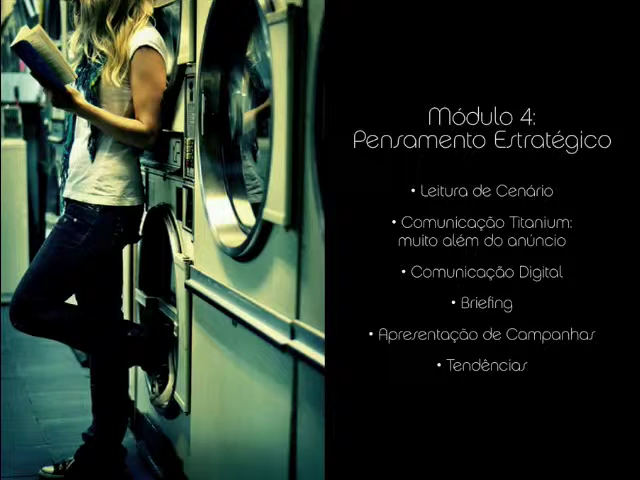 Módulo 4:
Pensamento Estratégico
• Leitura de Cenário
• Comunicação Titanium:
muito além do anúncio
• Comunicação Digital
• Briefing
• Apresentação de Campanhas
• Tendências